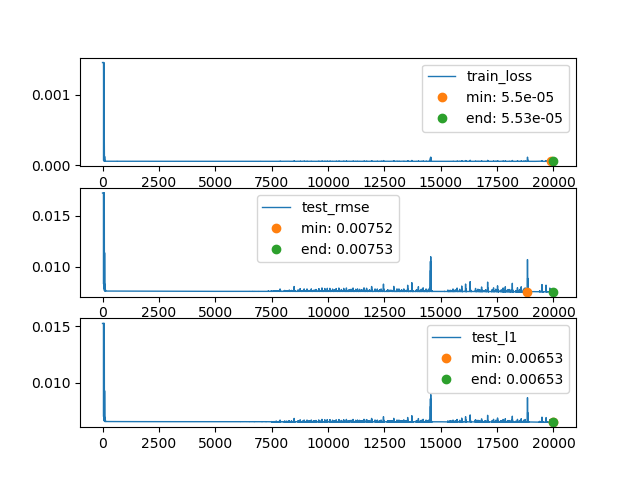 train_loss
min: 5.5e-05
end: 5.53e-05
0.001
0.000
0 2500 5000 7500 10000 12500 15000 17500 20000
test_rmse
min: 0.00752
end: 0.00753
0.015
0.010
0 2500 5000 7500 10000 12500 15000 17500 20000
test_l1
min: 0.00653
end: 0.00653
0.015
0.010
0 2500 5000 7500 10000 12500 15000 17500 20000